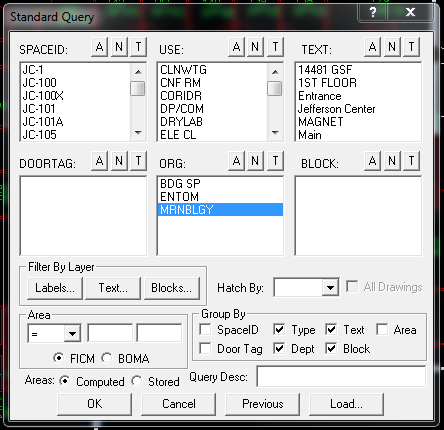 Standard Query
? X
SPACEID: A N T USE: A N T TEXT: A N T
JC-1 CLNWTG 14481 GSF
JC-100 CNF RM 1ST FLOOR
JC-100X CORIDR Entrance
JC-101 DP/COM Jefferson Center
JC-101A DRYLAB MAGNET
JC-105 ELE CL Main
DOORTAG: A N T ORG: A N T BLOCK: A N T
BDG SP
ENTOM
MRNBLGY
Filter By Layer
Labels... Text... Blocks... Hatch By: All Drawings
Area Group By
= SpaceID Type Text Area
FICM BOMA Door Tag Dept Block
Areas: Computed Stored Query Desc:
OK Cancel Previous Load...